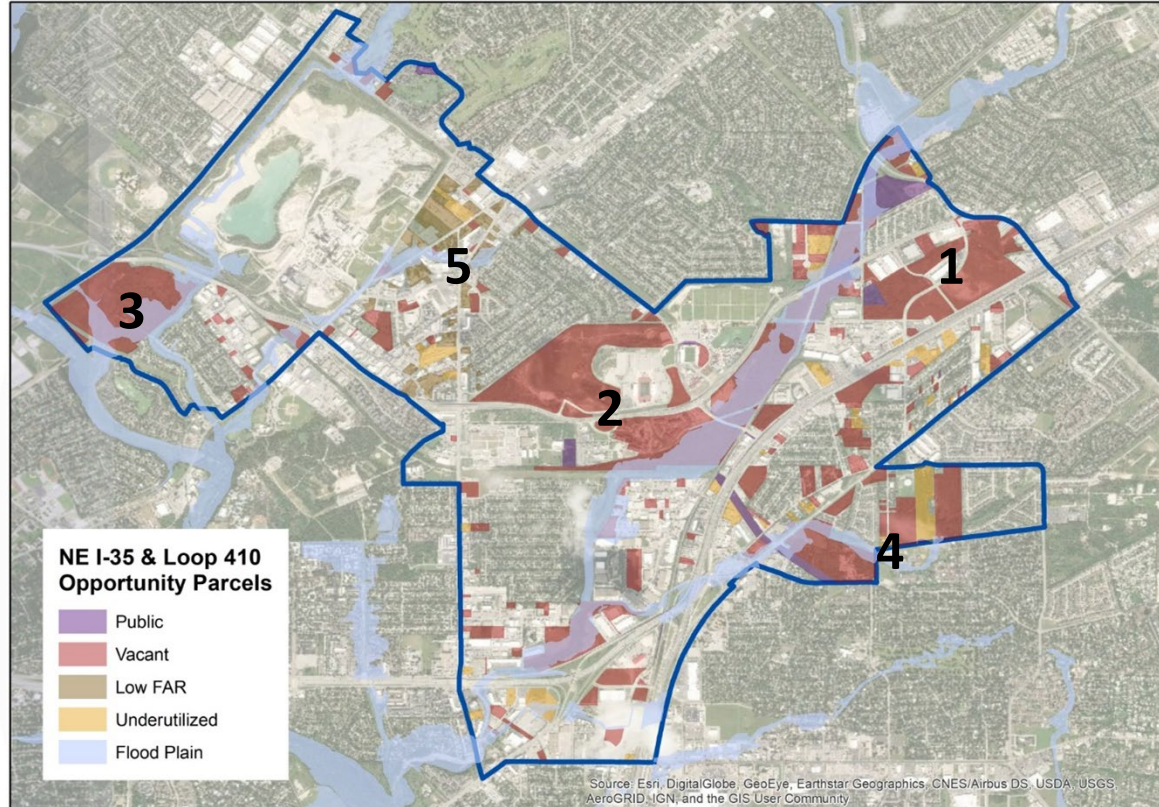 1
3
5
2
4
NE I-35 & Loop 410
Opportunity Parcels
Public
Vacant
Low FAR
Underutilized
Flood Plain
Source: Esri, DigitalGlobe, GeoEye, Earthstar Geographics, CNES/Airbus DS, USDA, USGS,
AeroGRID, IGN, and the GIS User Community